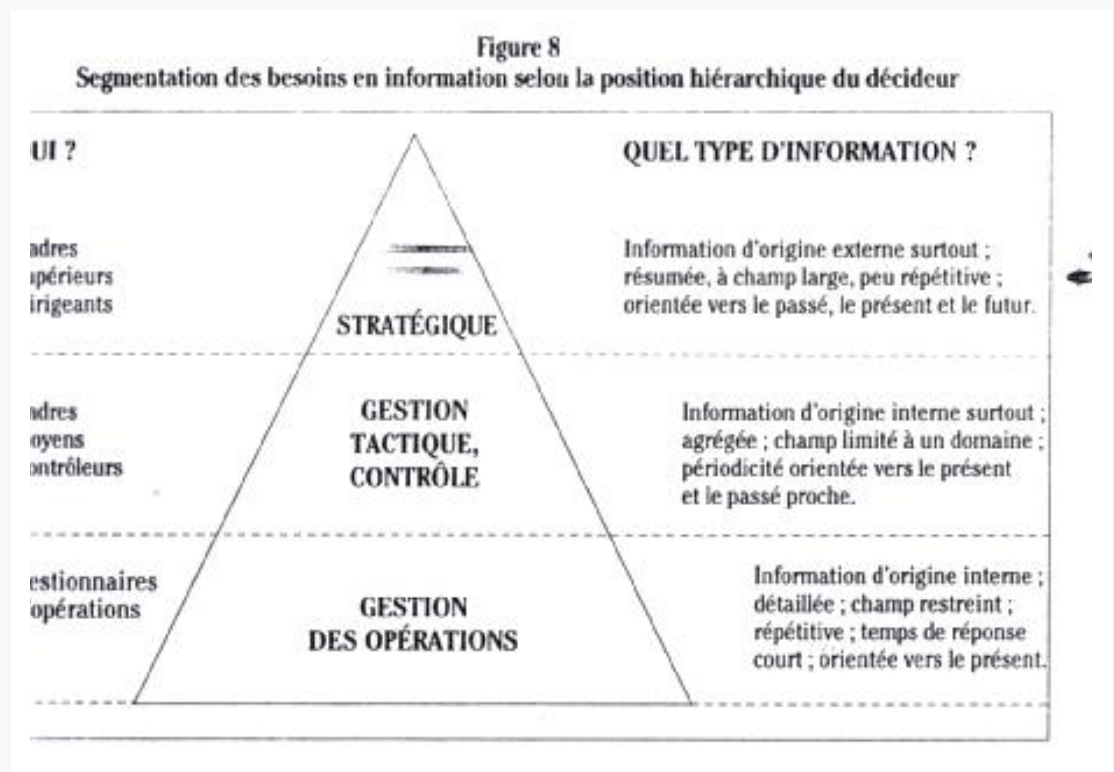 Figure 8
Segmentation des besoins en information selon la position hiérarchique du décideur
UI ?
QUEL TYPE D'INFORMATION ?
adres
upérieurs
irigeants
STRATÉGIQUE
Information d'origine externe surtout ;
résumée, à champ large, peu répétitive ;
orientée vers le passé, le présent et le futur.
adres
oyens
ontrôleurs
GESTION
TACTIQUE,
CONTRÔLE
Information d'origine interne surtout ;
agrégée ; champ limité à un domaine ;
périodicité orientée vers le présent
et le passé proche.
estionnaires
opérations
GESTION
DES OPÉRATIONS
Information d'origine interne ;
détaillée ; champ restreint ;
répétitive ; temps de réponse
court ; orientée vers le présent.